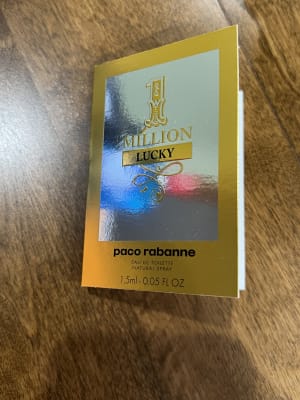 1
MILLION
LUCKY
paco rabanne
EAU DE TOILETTE
NATURAL SPRAY
1,5ml - 0.05 FL OZ